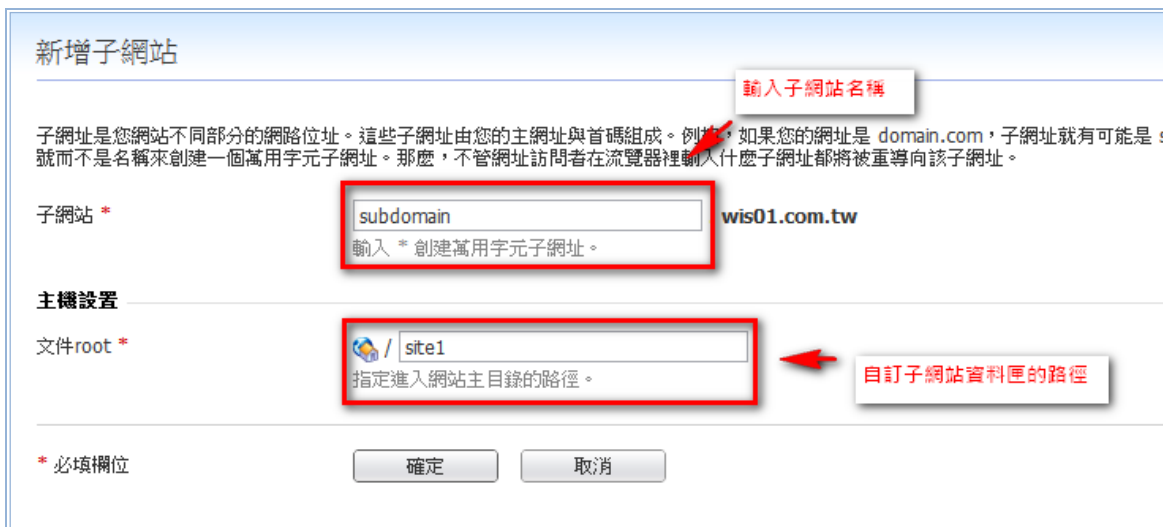 新增子網站
輸入子網站名稱
子網址是您網站不同部分的網路位址。這些子網址由您的主網址與首碼組成。例如，如果您的網址是 domain.com，子網址就有可能是 s
號而不是名稱來創建一個萬用字元子網址。那麼，不管網址訪問者在流覽器裡輸入什麼子網址都將被重導向該子網址。
子網站 * subdomain wis01.com.tw
輸入 * 創建萬用字元子網址。
主機設置
文件root * / site1
指定進入網站主目錄的路徑。
自訂子網站資料匣的路徑
* 必填欄位 確定 取消